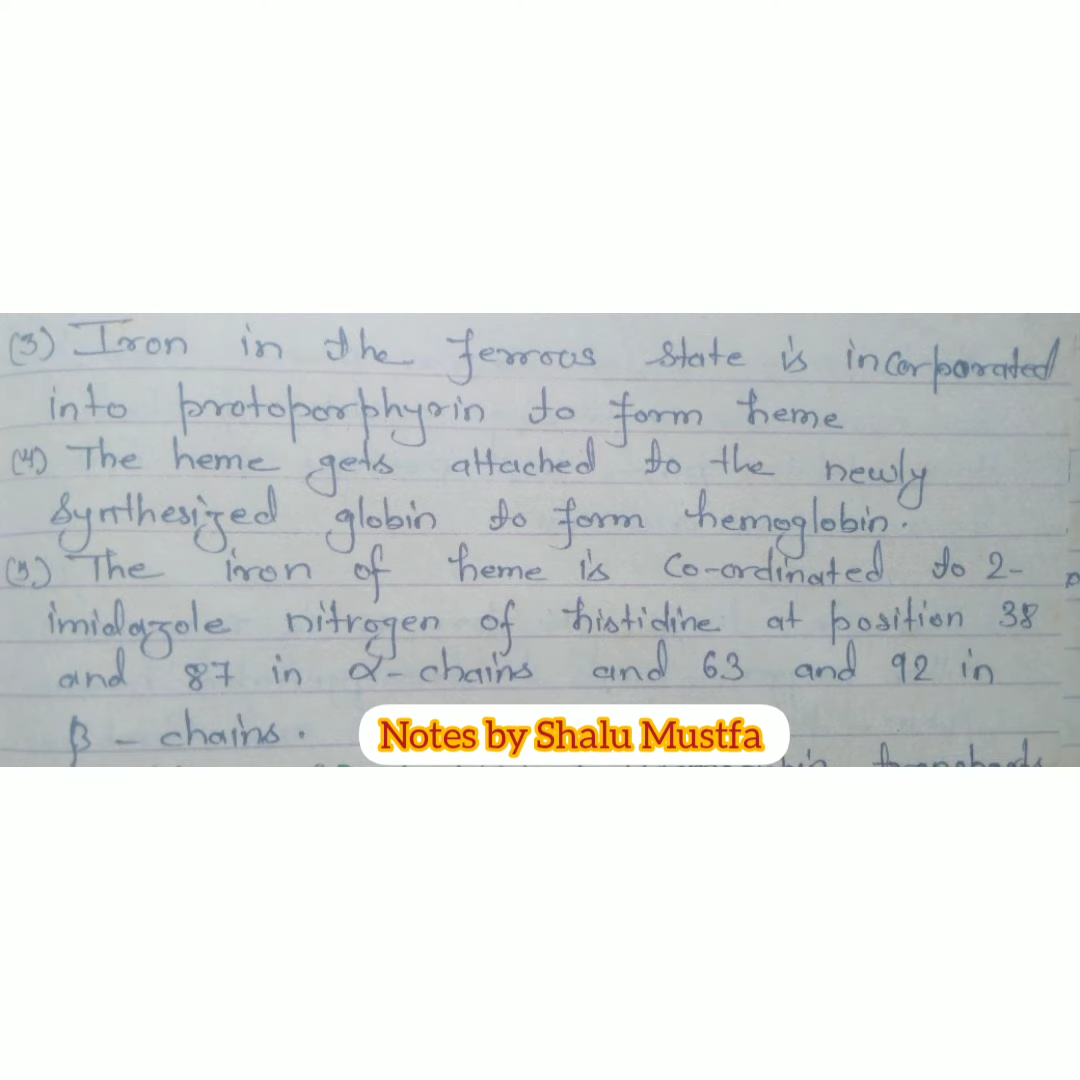 (3) Iron in the ferrous state is incorporated
into protoporphyrin to form heme
(4) The heme gets attached to the newly
synthesized globin to form hemoglobin.
(5.) The iron of heme is co-ordinated to 2-
imidazole nitrogen of histidine at position 38
and 87 in α-chains and 63 and 92 in
β - chains.
Notes by Shalu Mustfa